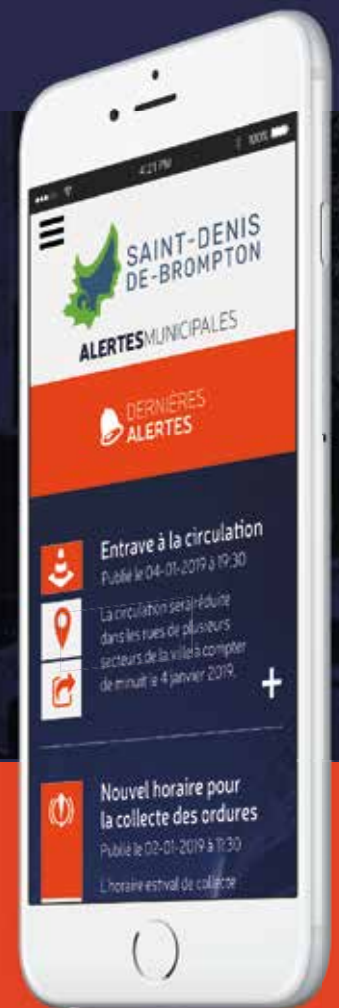 4:21 PM
100%
SAINT-DENIS
DE-BROMPTON
ALERTESMUNICIPALES
DERNIÈRES
ALERTES
Entrave à la circulation
Publié le 04-01-2019 à 19:30
La circulation sera réduite
dans les rues de plusieurs
secteurs de la ville à compter
de minuit le 4 janvier 2019.
+
Nouvel horaire pour
la collecte des ordures
Publié le 02-01-2019 à 11:30
L'horaire estival de collecte